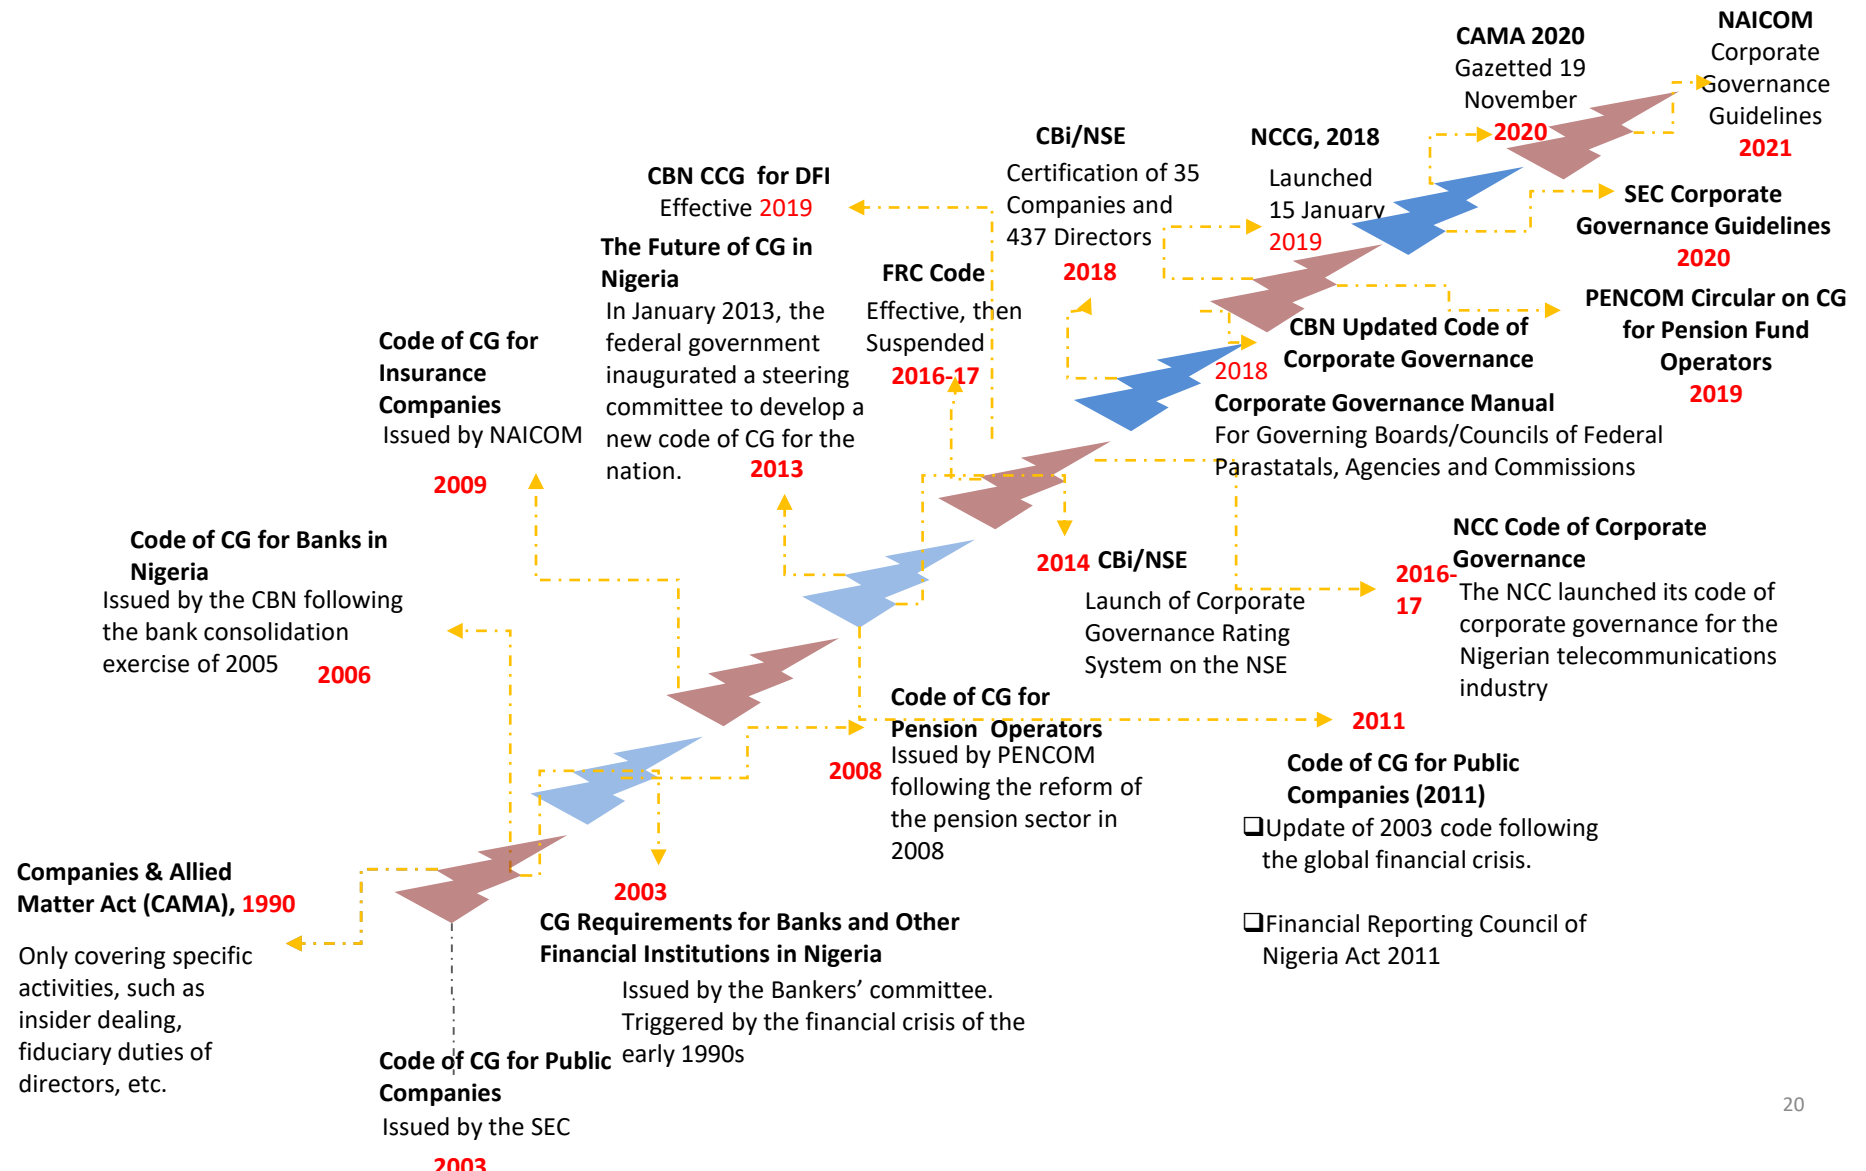 NAICOM
Corporate
Governance
Guidelines
2021
CAMA 2020
Gazetted 19
November
2020
CBi/NSE
Certification of 35
Companies and
437 Directors
2018
NCCG, 2018
Launched
15 January
2019
CBN CCG  for DFI
Effective 2019
SEC Corporate
Governance Guidelines
2020
The Future of CG in
Nigeria
In January 2013, the
federal government
inaugurated a steering
committee to develop a
new code of CG for the
nation.
2013
FRC Code
Effective, then
Suspended
2016-17
PENCOM Circular on CG
for Pension Fund
Operators
2019
CBN Updated Code of
Corporate Governance
2018
Code of CG for
Insurance
Companies
Issued by NAICOM
2009
Corporate Governance Manual
For Governing Boards/Councils of Federal
Parastatals, Agencies and Commissions
Code of CG for Banks in
Nigeria
Issued by the CBN following
the bank consolidation
exercise of 2005
2006
2014 CBi/NSE
Launch of Corporate
Governance Rating
System on the NSE
NCC Code of Corporate
Governance
2016-
17
The NCC launched its code of
corporate governance for the
Nigerian telecommunications
industry
Code of CG for
Pension  Operators
2008
Issued by PENCOM
following the reform of
the pension sector in
2008
2011
Code of CG for Public
Companies (2011)
❑Update of 2003 code following
the global financial crisis.
❑Financial Reporting Council of
Nigeria Act 2011
Companies & Allied
Matter Act (CAMA), 1990
Only covering specific
activities, such as
insider dealing,
fiduciary duties of
directors, etc.
2003
CG Requirements for Banks and Other
Financial Institutions in Nigeria
Issued by the Bankers’ committee.
Triggered by the financial crisis of the
early 1990s
Code of CG for Public
Companies
Issued by the SEC
2003
20